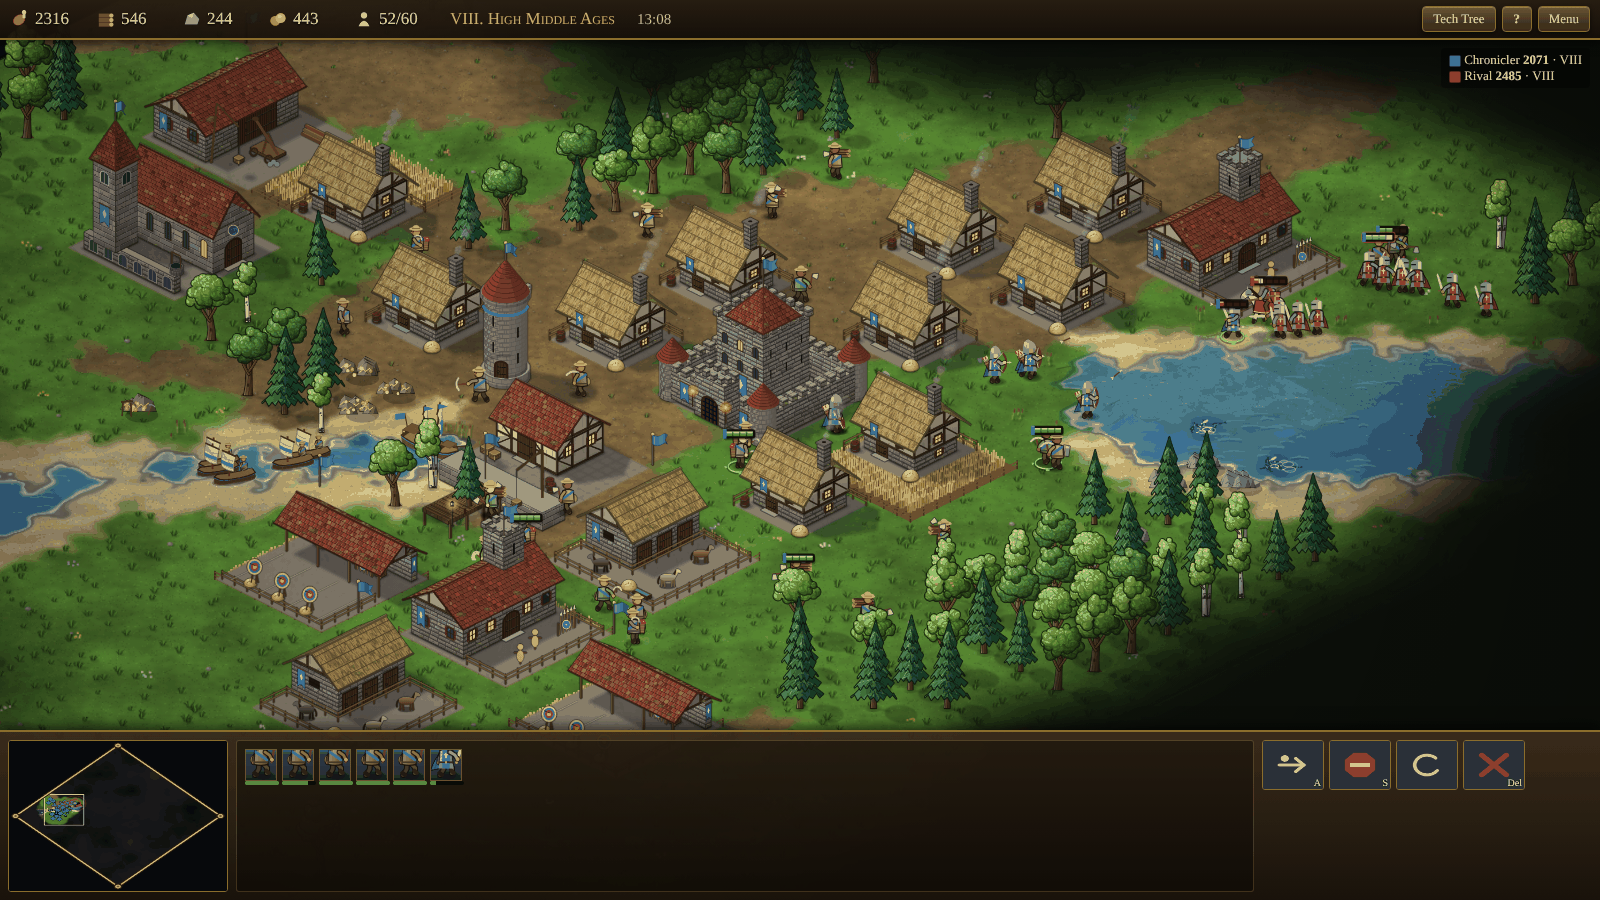 2316 546 244 443 52/60 VIII. High Middle Ages 13:08 Tech Tree ? Menu
Chronicler 2071 · VIII
Rival 2485 · VIII
A S Del